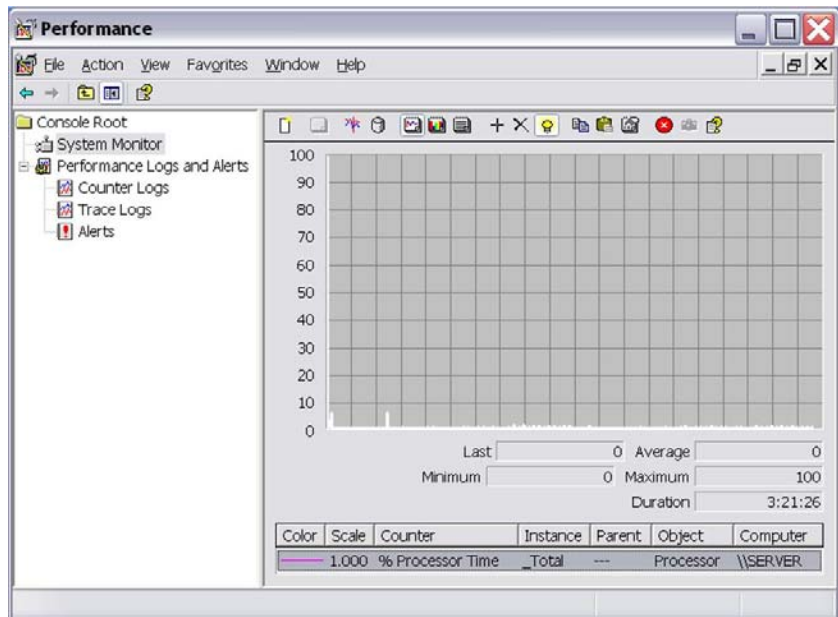 Performance
File Action View Favorites Window Help
Console Root
System Monitor
Performance Logs and Alerts
Counter Logs
Trace Logs
Alerts
100
90
80
70
60
50
40
30
20
10
0
Last 0 Average 0
Minimum 0 Maximum 100
Duration 3:21:26
Color Scale Counter Instance Parent Object Computer
1.000 % Processor Time _Total --- Processor \\SERVER